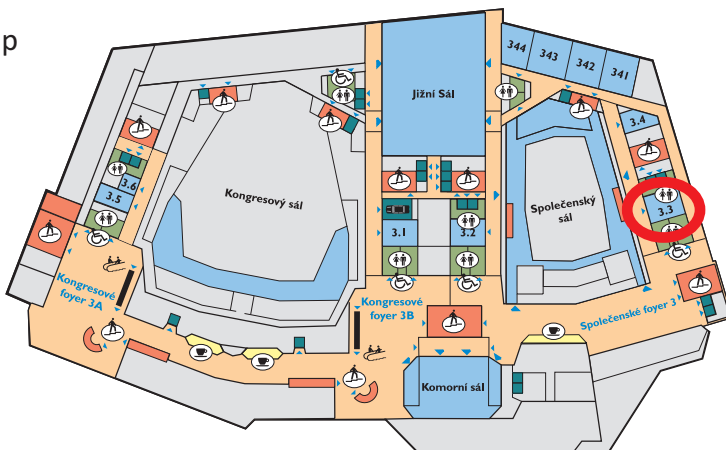 p
344
343
342
341
Jižní Sál
3.4
3.6
3.5
Kongresový sál
Společenský
sál
3.3
3.1
3.2
Kongresové
foyer 3A
Kongresové
foyer 3B
Společenské foyer 3
Komorní sál